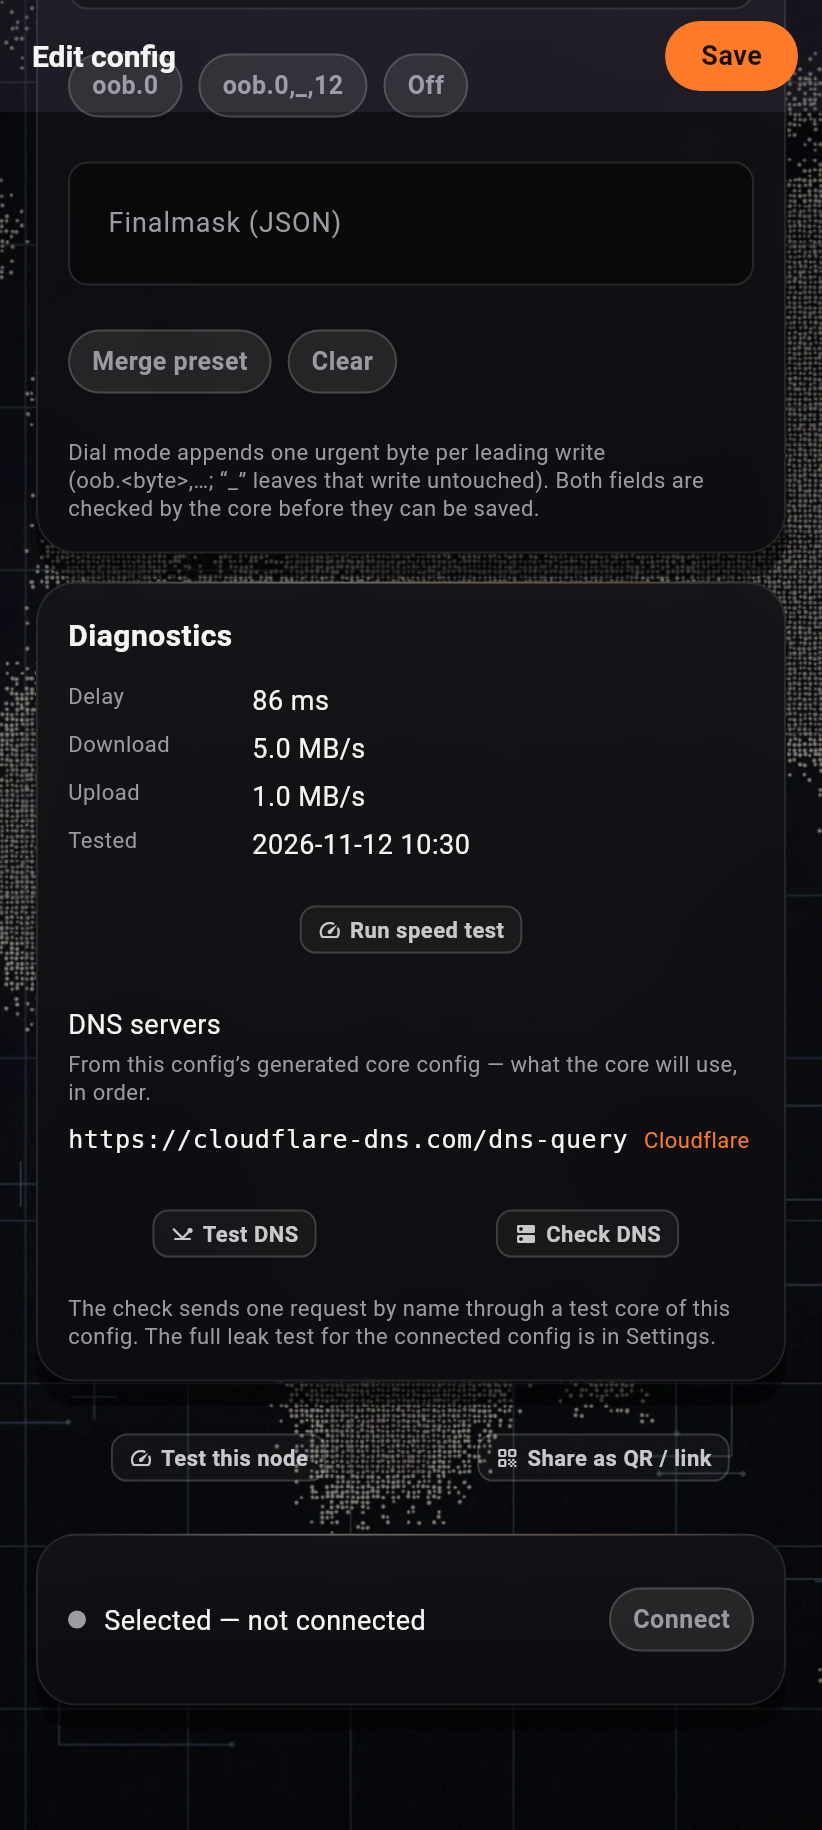 Edit config
Save
oob.0
oob.0,_,12
Off
Finalmask (JSON)
Merge preset
Clear
Dial mode appends one urgent byte per leading write
(oob.<byte>,…; “_” leaves that write untouched). Both fields are
checked by the core before they can be saved.
Diagnostics
Delay 86 ms
Download 5.0 MB/s
Upload 1.0 MB/s
Tested 2026-11-12 10:30
Run speed test
DNS servers
From this config’s generated core config — what the core will use,
in order.
https://cloudflare-dns.com/dns-query Cloudflare
Test DNS
Check DNS
The check sends one request by name through a test core of this
config. The full leak test for the connected config is in Settings.
Test this node
Share as QR / link
Selected — not connected
Connect